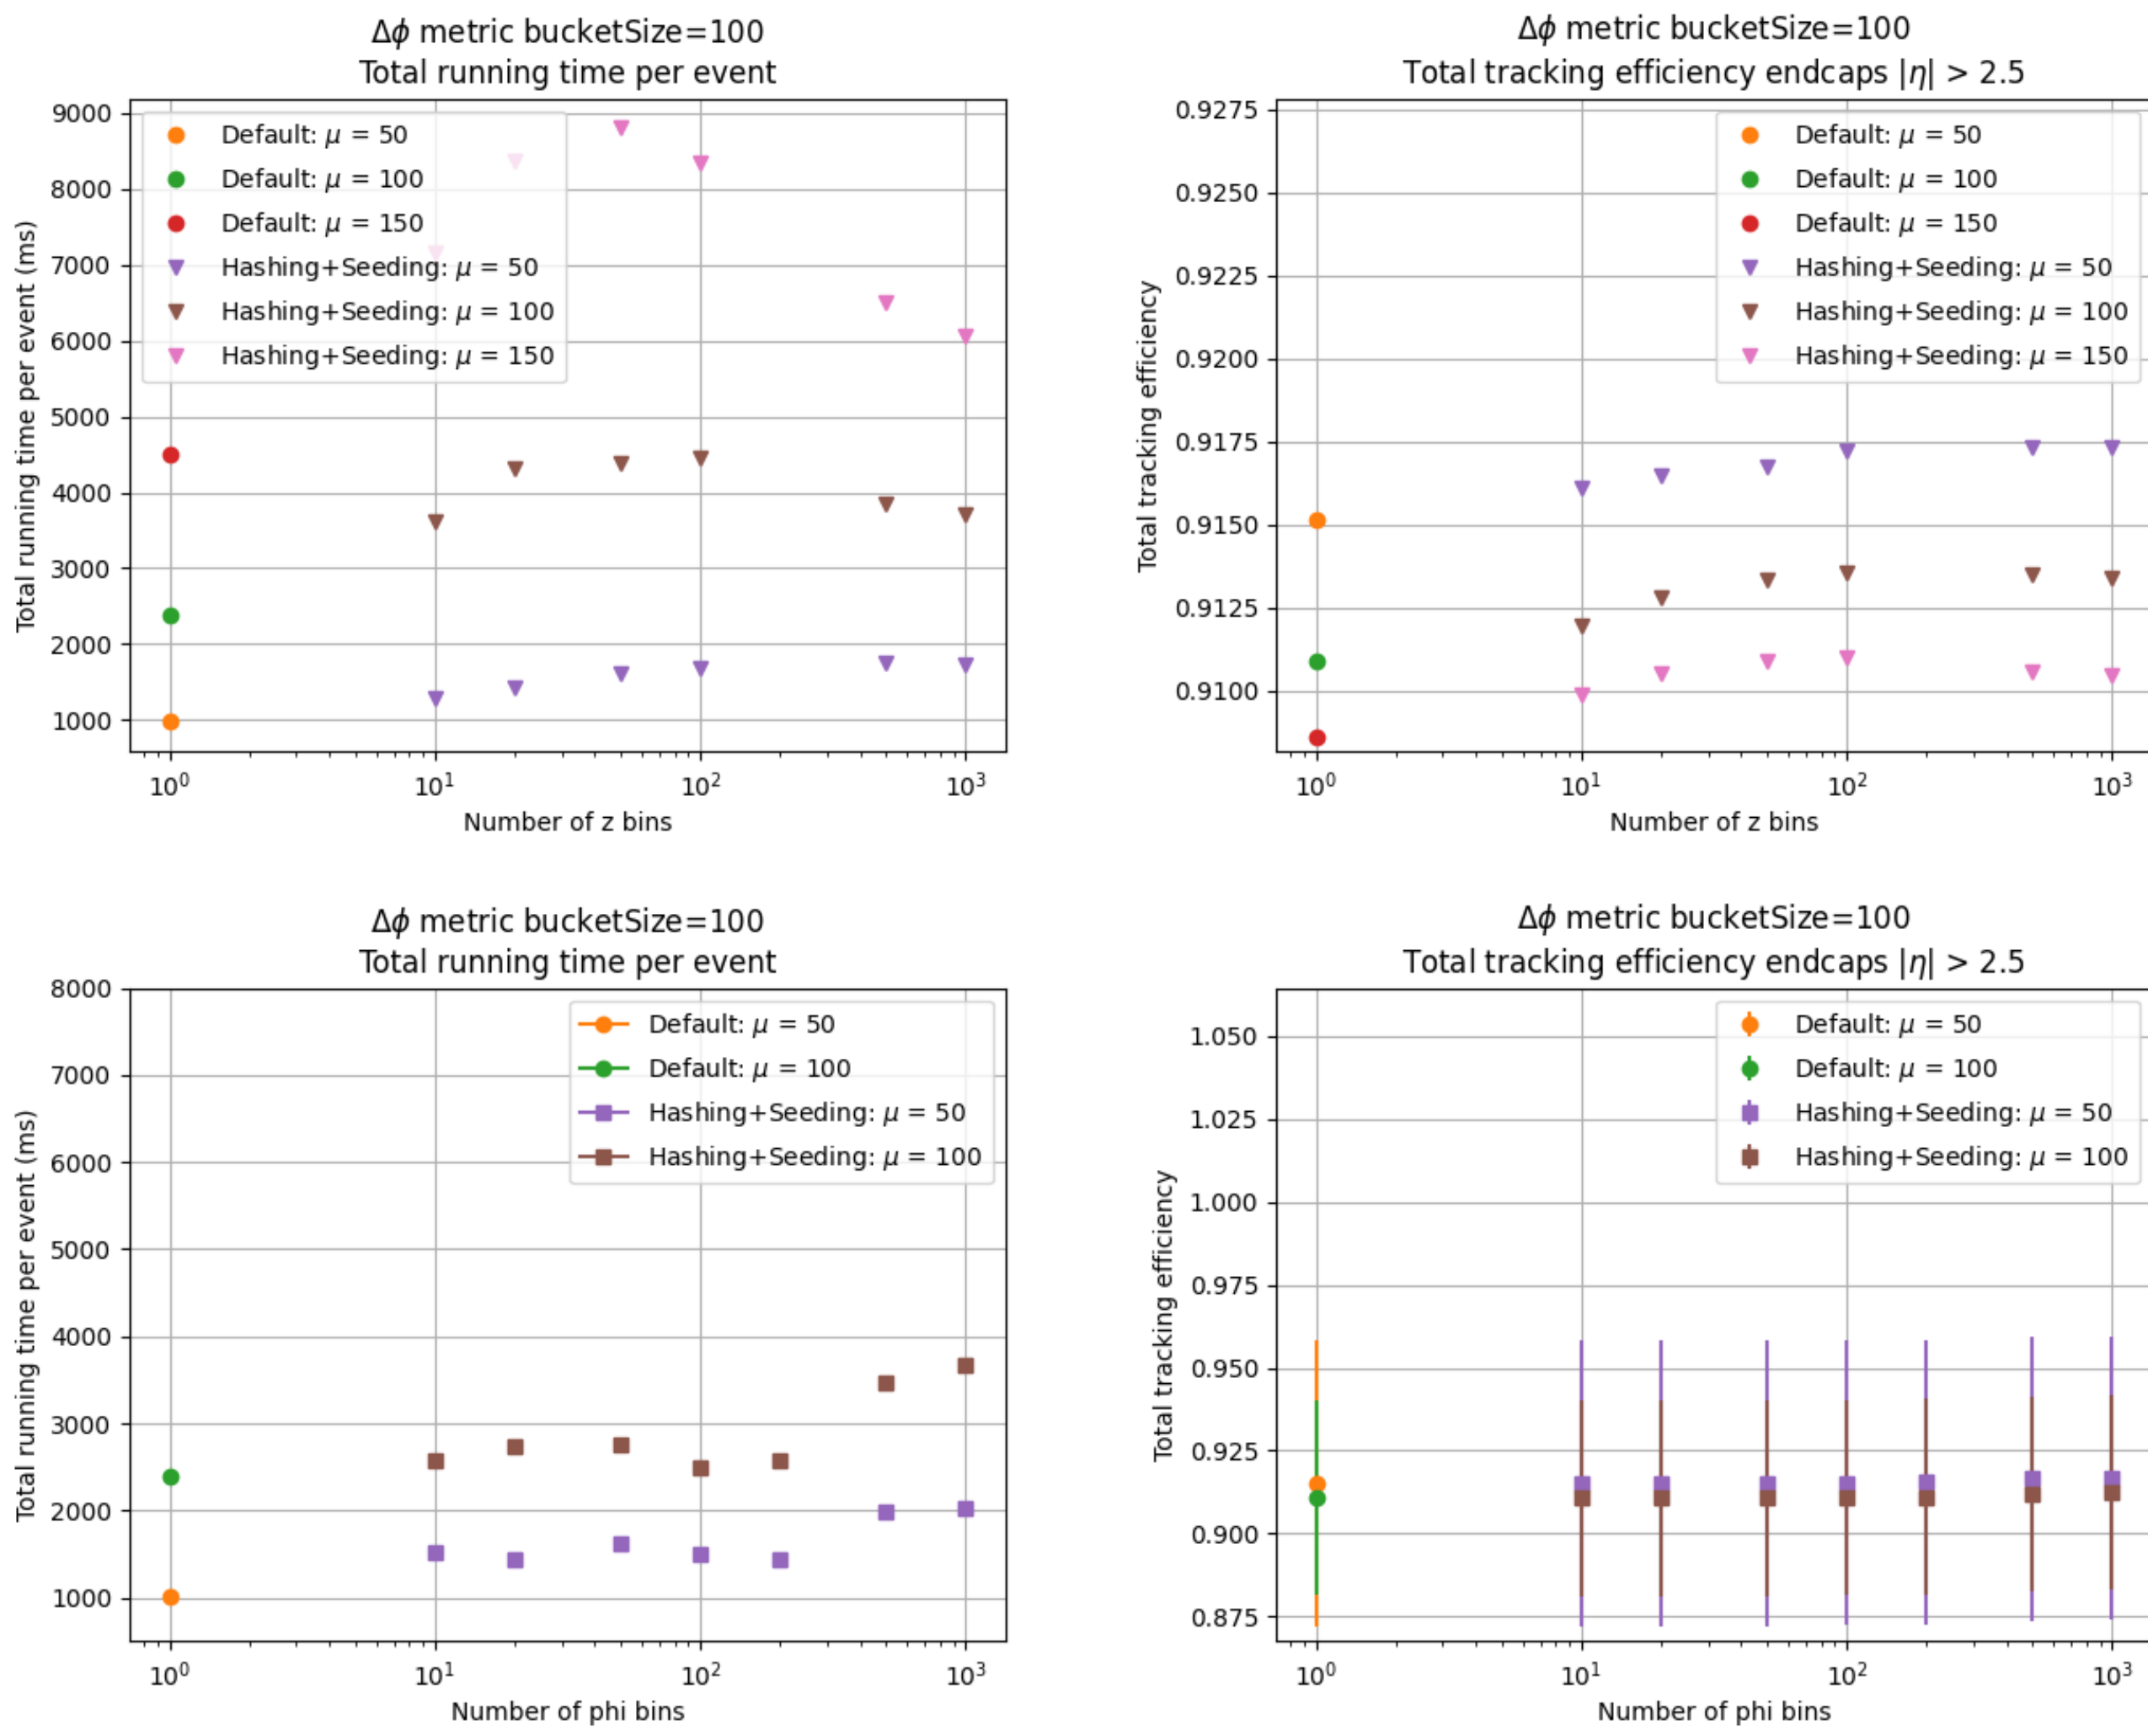 Δϕ metric bucketSize=100
Total running time per event
Total running time per event (ms)
9000
8000
7000
6000
5000
4000
3000
2000
1000
Default: μ = 50
Default: μ = 100
Default: μ = 150
Hashing+Seeding: μ = 50
Hashing+Seeding: μ = 100
Hashing+Seeding: μ = 150
10⁰
10¹
10²
10³
Number of z bins
Δϕ metric bucketSize=100
Total tracking efficiency endcaps |η| > 2.5
Total tracking efficiency
0.9275
0.9250
0.9225
0.9200
0.9175
0.9150
0.9125
0.9100
Default: μ = 50
Default: μ = 100
Default: μ = 150
Hashing+Seeding: μ = 50
Hashing+Seeding: μ = 100
Hashing+Seeding: μ = 150
10⁰
10¹
10²
10³
Number of z bins
Δϕ metric bucketSize=100
Total running time per event
Total running time per event (ms)
8000
7000
6000
5000
4000
3000
2000
1000
Default: μ = 50
Default: μ = 100
Hashing+Seeding: μ = 50
Hashing+Seeding: μ = 100
10⁰
10¹
10²
10³
Number of phi bins
Δϕ metric bucketSize=100
Total tracking efficiency endcaps |η| > 2.5
Total tracking efficiency
1.050
1.025
1.000
0.975
0.950
0.925
0.900
0.875
Default: μ = 50
Default: μ = 100
Hashing+Seeding: μ = 50
Hashing+Seeding: μ = 100
10⁰
10¹
10²
10³
Number of phi bins